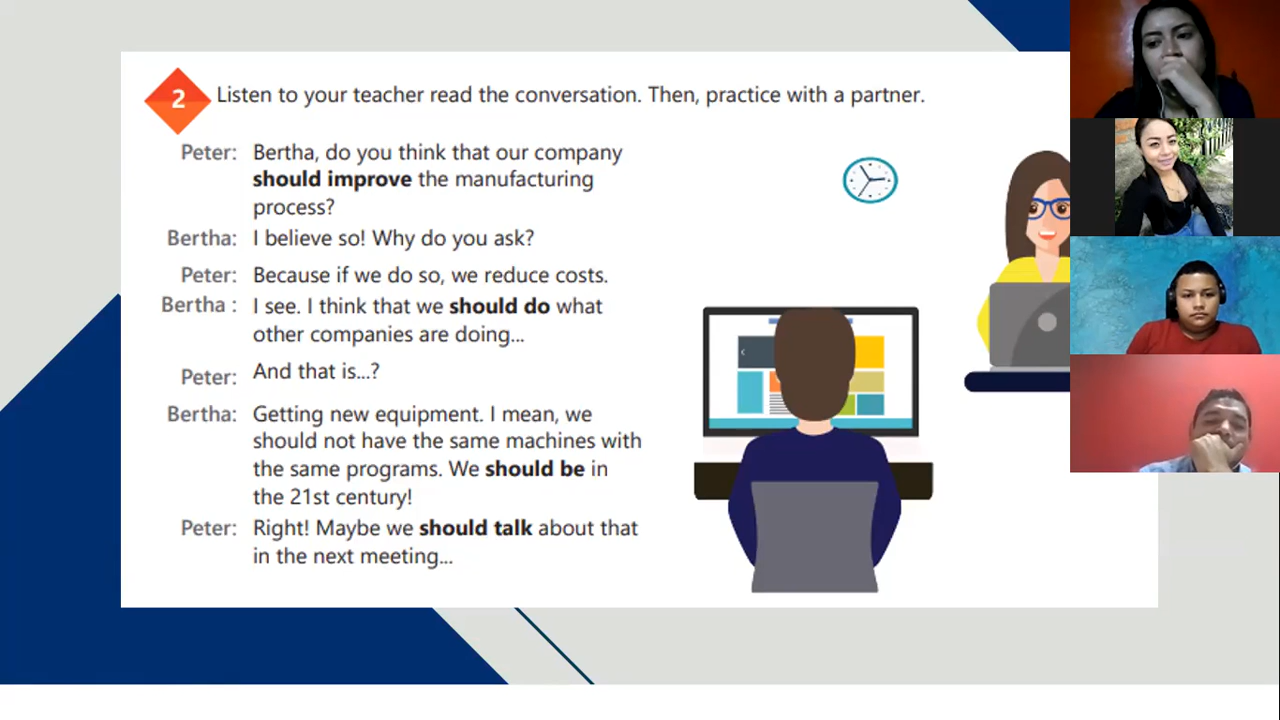 2 Listen to your teacher read the conversation. Then, practice with a partner.
Peter: Bertha, do you think that our company
should improve the manufacturing
process?
Bertha: I believe so! Why do you ask?
Peter: Because if we do so, we reduce costs.
Bertha : I see. I think that we should do what
other companies are doing...
Peter: And that is...?
Bertha: Getting new equipment. I mean, we
should not have the same machines with
the same programs. We should be in
the 21st century!
Peter: Right! Maybe we should talk about that
in the next meeting...